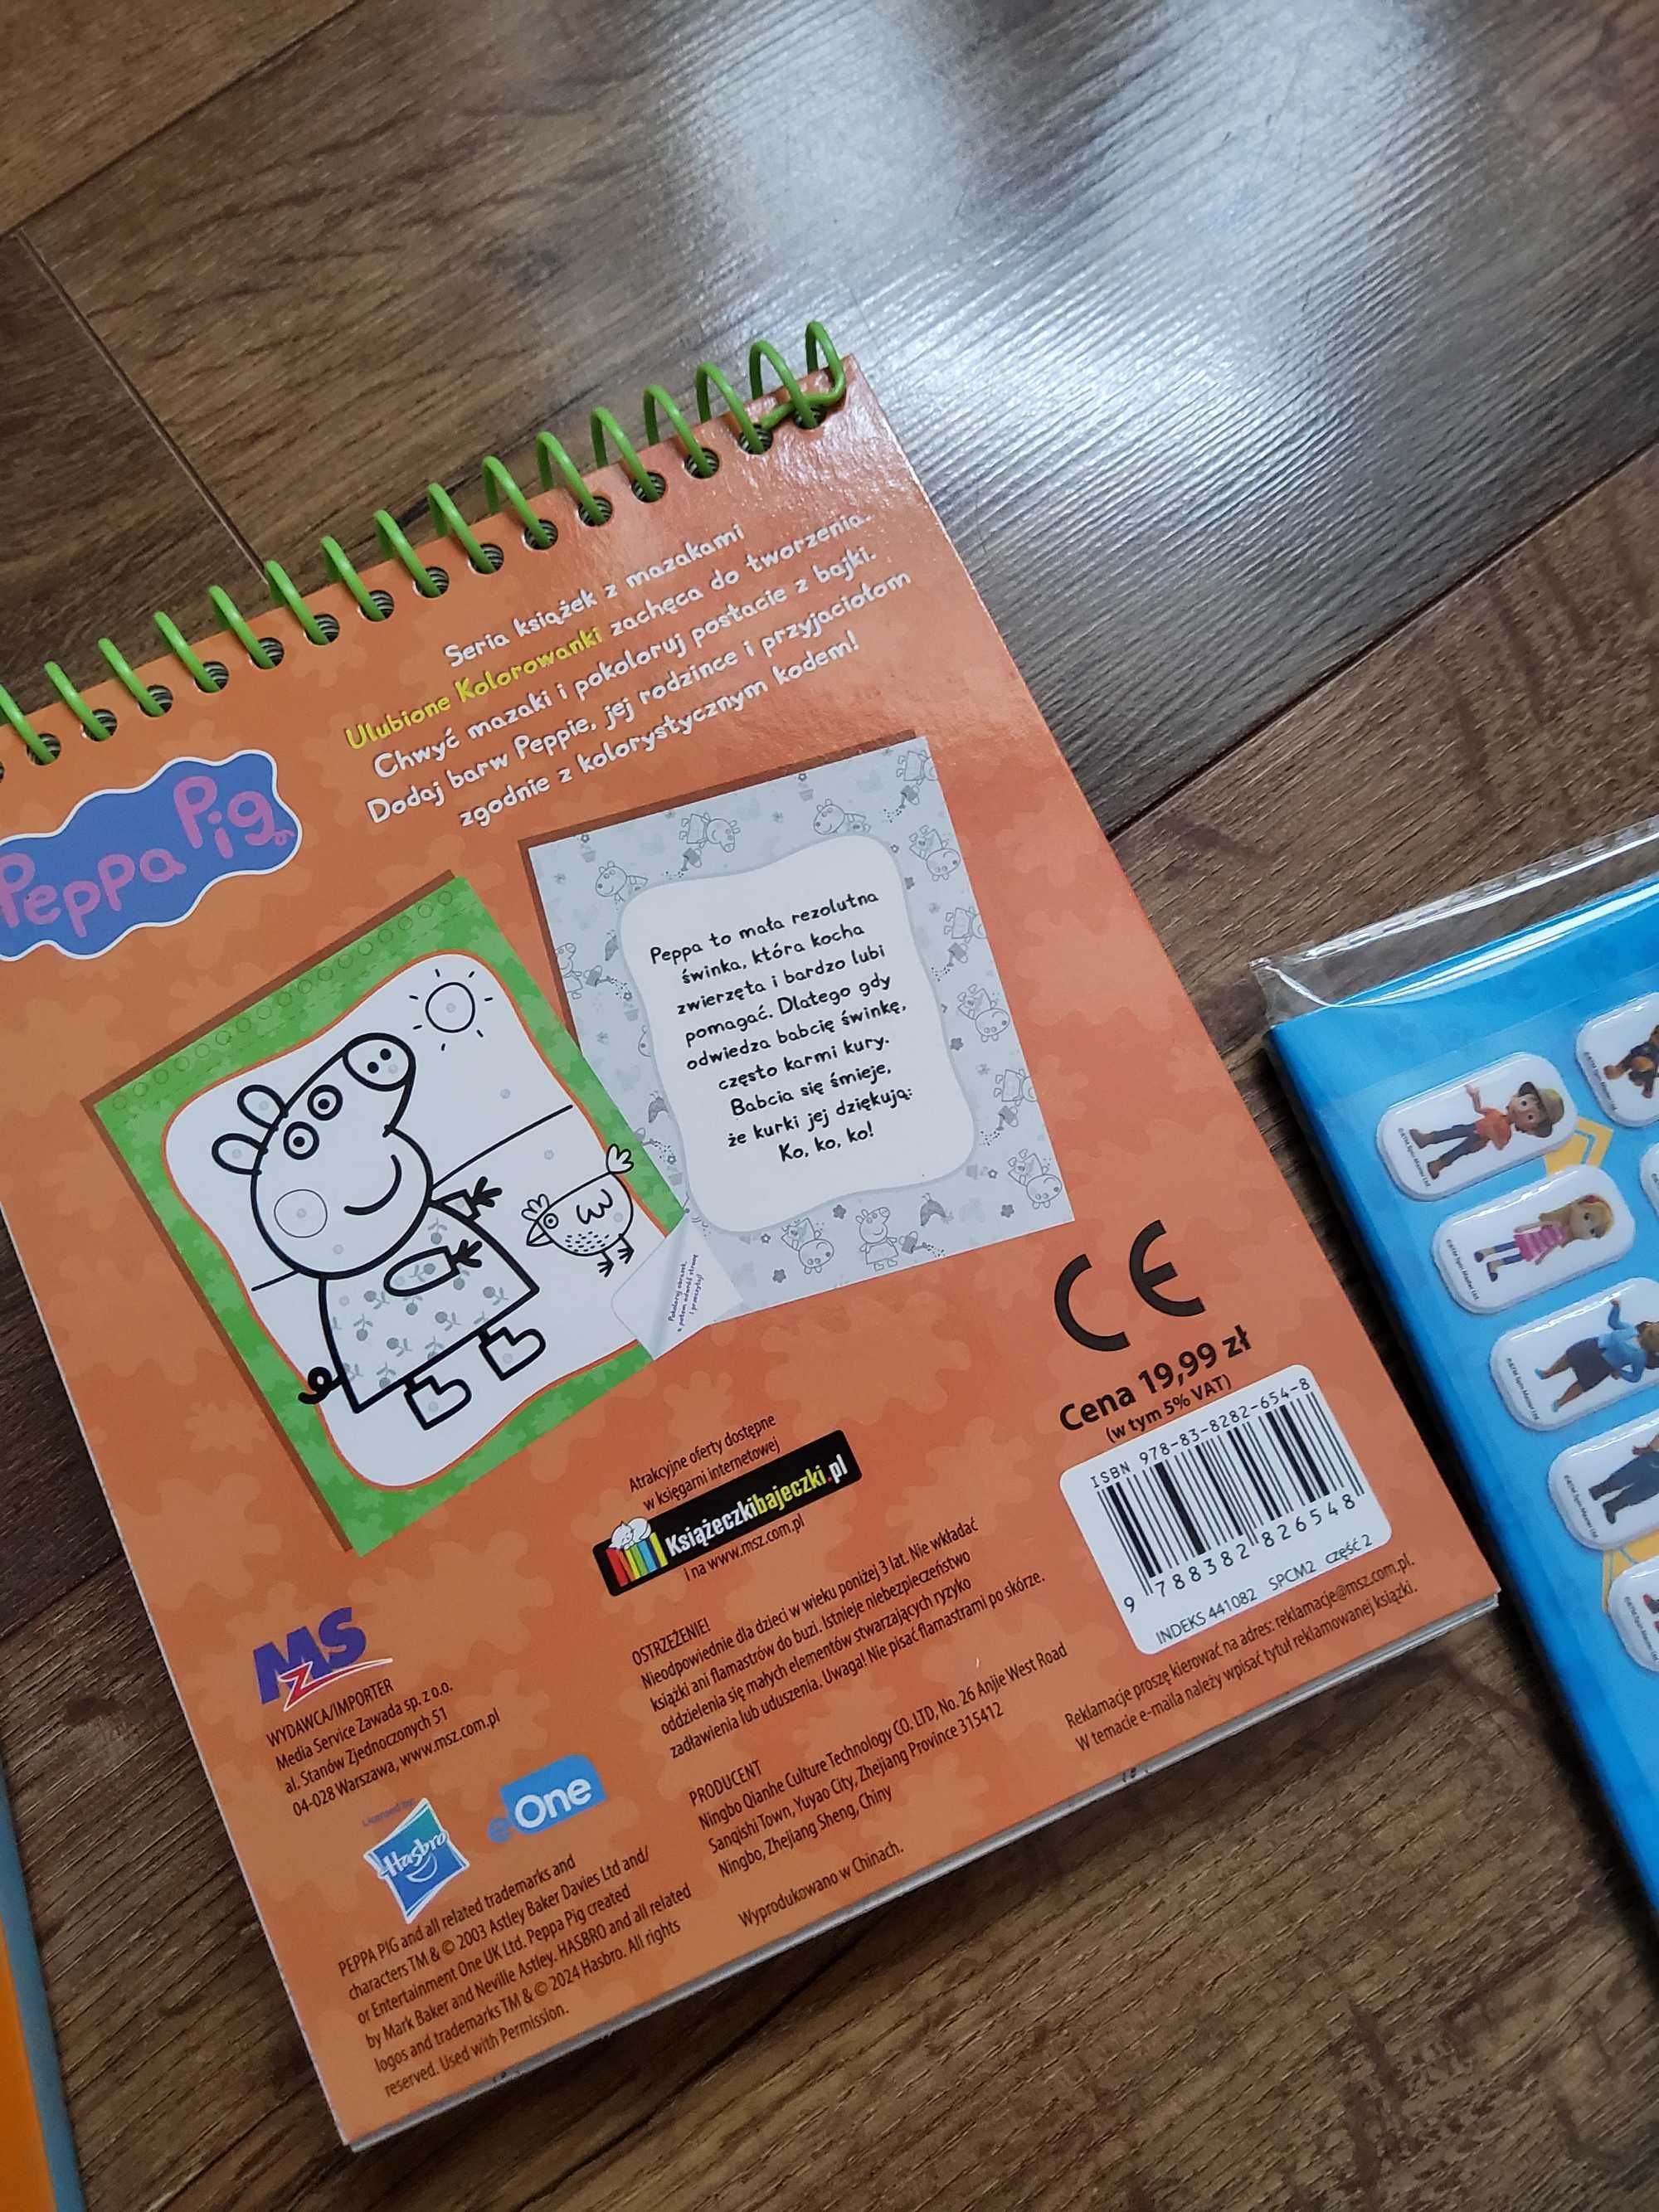 Seria książek z mazakami
Ulubione Kolorowanki zachęca do tworzenia.
Chwyć mazaki i pokoloruj postacie z bajki.
Dodaj barw Peppie, jej rodzince i przyjaciołom
zgodnie z kolorystycznym kodem!
Peppa Pig
Peppa to mała rezolutna
świnka, która kocha
zwierzęta i bardzo lubi
pomagać. Dlatego gdy
odwiedza babcię świnkę,
często karmi kury.
Babcia się śmieje,
że kurki jej dziękują:
Ko, ko, ko!
Pokoloruj obrazek,
a potem odwróć stronę
i przeczytaj!
CE
Cena 19,99 zł
(w tym 5% VAT)
ISBN 978-83-8282-654-8
9 788382 826548
INDEKS 441082 SPCM2 część 2
Atrakcyjne oferty dostępne
w księgarni internetowej
Książeczkibajeczki.pl
i na www.msz.com.pl
OSTRZEŻENIE!
Nieodpowiednie dla dzieci w wieku poniżej 3 lat. Nie wkładać
książki ani flamastrów do buzi. Istnieje niebezpieczeństwo
oddzielenia się małych elementów stwarzających ryzyko
zadławienia lub uduszenia. Uwaga! Nie pisać flamastrami po skórze.
Reklamacje proszę kierować na adres: reklamacje@msz.com.pl.
W temacie e-maila należy wpisać tytuł reklamowanej książki.
MSZ
WYDAWCA/IMPORTER
Media Service Zawada sp. z o.o.
al. Stanów Zjednoczonych 51
04-028 Warszawa, www.msz.com.pl
PRODUCENT
Ningbo Qianhe Culture Technology CO. LTD, No. 26 Anjie West Road
Sanqishi Town, Yuyao City, Zhejiang Province 315412
Ningbo, Zhejiang Sheng, Chiny
Wyprodukowano w Chinach.
Licensed by:
Hasbro
eOne
PEPPA PIG and all related trademarks and
characters TM & © 2003 Astley Baker Davies Ltd and/
or Entertainment One UK Ltd. Peppa Pig created
by Mark Baker and Neville Astley. HASBRO and all related
logos and trademarks TM & © 2024 Hasbro. All rights
reserved. Used with Permission.